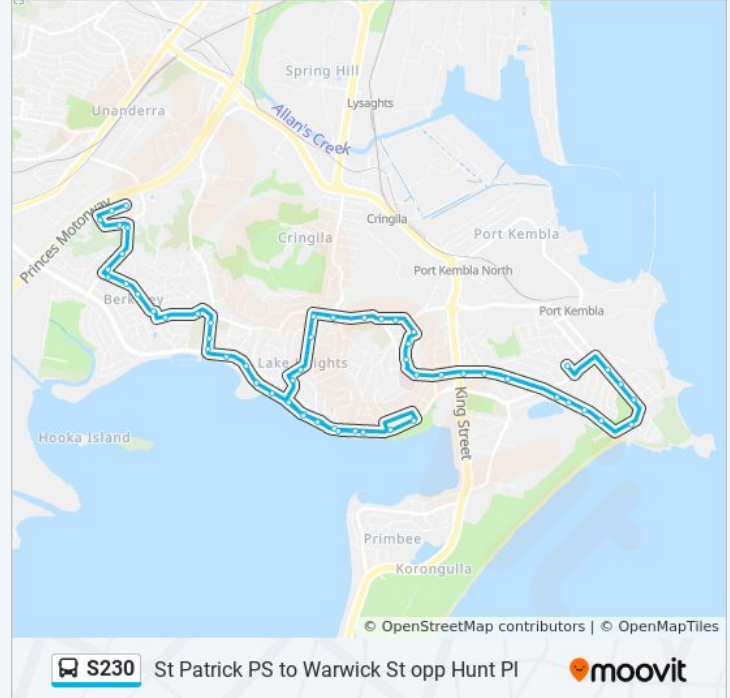 ts
Spring Hill
Lysaghts
Unanderra
Allan's Creek
Princes Motorway
Cringila
Cringila
Port Kembla
Port Kembla North
Berkeley
Port Kembla
Lake Heights
King Street
Hooka Island
Primbee
Korongulla
© OpenStreetMap contributors | © OpenMapTiles
S230 St Patrick PS to Warwick St opp Hunt Pl moovit